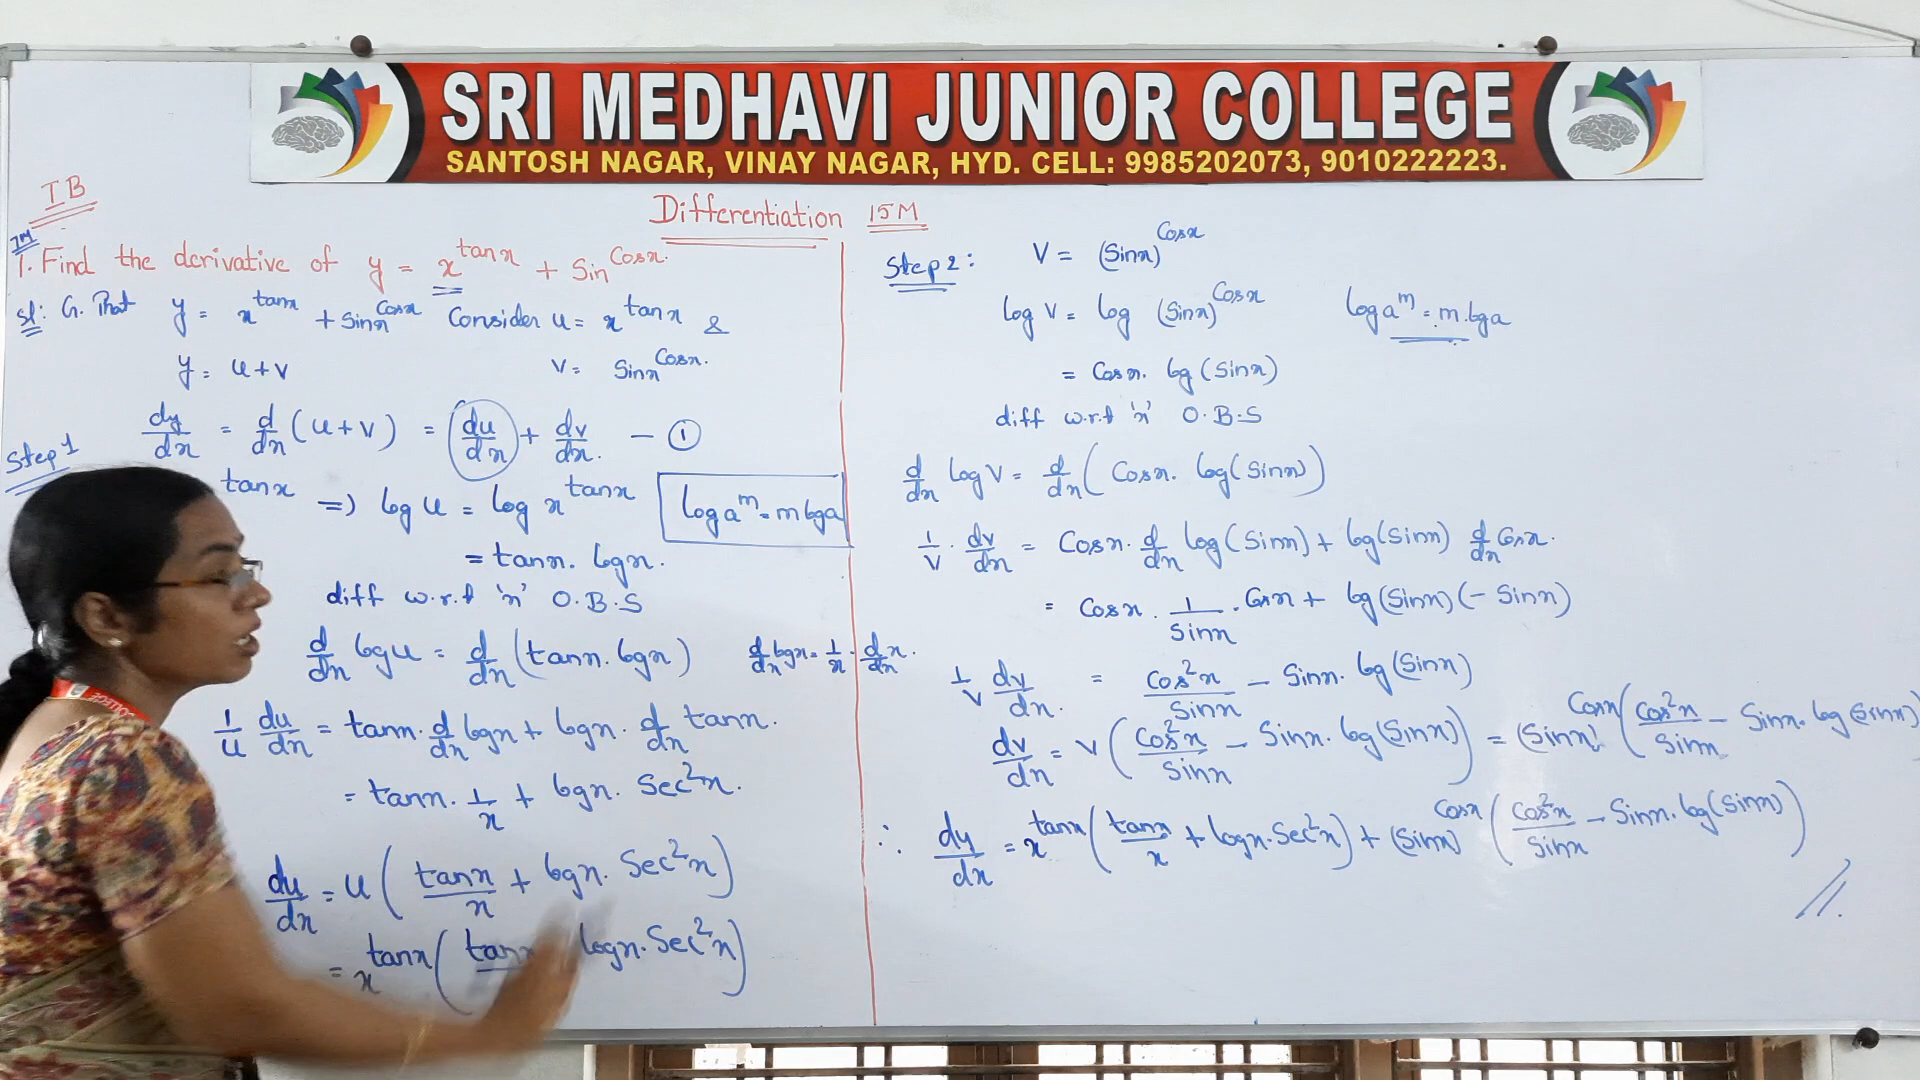 SRI MEDHAVI JUNIOR COLLEGE
SANTOSH NAGAR, VINAY NAGAR, HYD. CELL: 9985202073, 9010222223.
IB
Differentiation 15M
7M
1. Find the derivative of y = x^tanx + Sin^Cosx.
Sol: G. That y = x^tanx + Sinx^Cosx Consider u = x^tanx &
y = u+v v = Sinx^Cosx.
dy/dx = d/dx (u+v) = du/dx + dv/dx. — ①
Step 1
tanx => log u = log x^tanx log a^m = m log a
= tanx. logx.
diff w.r.t 'x' O.B.S
d/dx log u = d/dx (tanx. logx) d/dx logx = 1/x . d/dx x.
1/u du/dx = tanx. d/dx logx + logx. d/dx tanx.
= tanx. 1/x + logx. Sec²x.
du/dx = u ( tanx/x + logx. Sec²x )
= x^tanx ( tanx logx. Sec²x )
Step 2: V = (Sinx)^Cosx
log V = log (Sinx)^Cosx log a^m = m. log a
= Cosx. log (Sinx)
diff w.r.t 'x' O.B.S
d/dx log V = d/dx ( Cosx. log(Sinx) )
1/V . dv/dx = Cosx. d/dx log(Sinx) + log(Sinx) d/dx Cosx.
= Cosx . 1/Sinx . Cosx + log(Sinx) (- Sinx)
1/V dv/dx. = Cos²x/Sinx - Sinx. log(Sinx)
dv/dx = V ( Cos²x/Sinx - Sinx. log(Sinx) ) = (Sinx)^Cosx ( Cos²x/Sinx - Sinx. log(Sinx)
∴ dy/dx = x^tanx ( tanx/x + logx. Sec²x ) + (Sinx)^Cosx ( Cos²x/Sinx - Sinx. log(Sinx) )